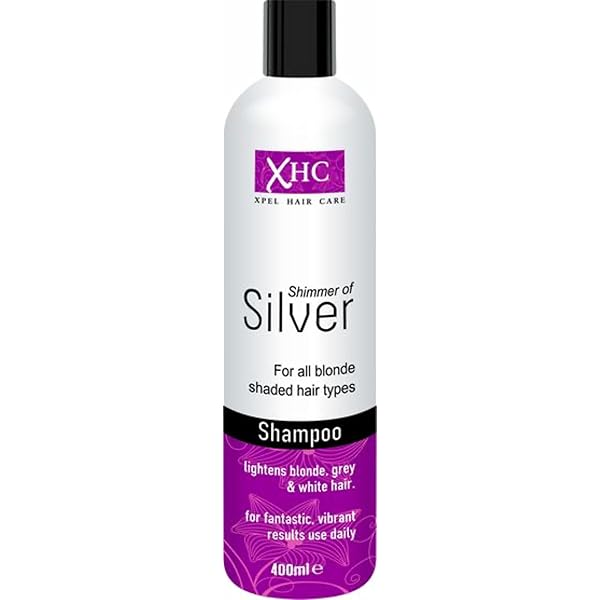 XHC
XPEL HAIR CARE
Shimmer of
Silver
For all blonde
shaded hair types
Shampoo
lightens blonde, grey
& white hair.
for fantastic, vibrant
results use daily
400ml e